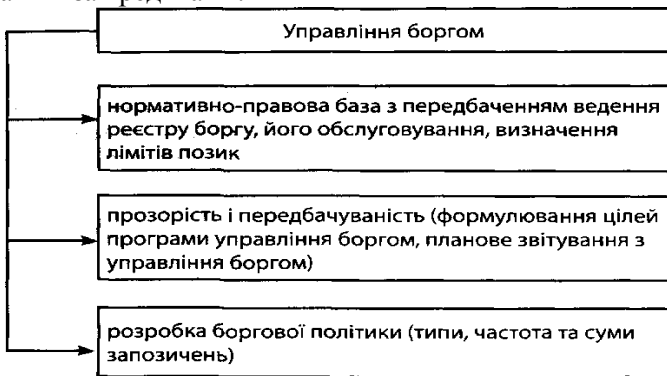 Управління боргом
нормативно-правова база з передбаченням ведення
реєстру боргу, його обслуговування, визначення
лімітів позик
прозорість і передбачуваність (формулювання цілей
програми управління боргом, планове звітування з
управління боргом)
розробка боргової політики (типи, частота та суми
запозичень)